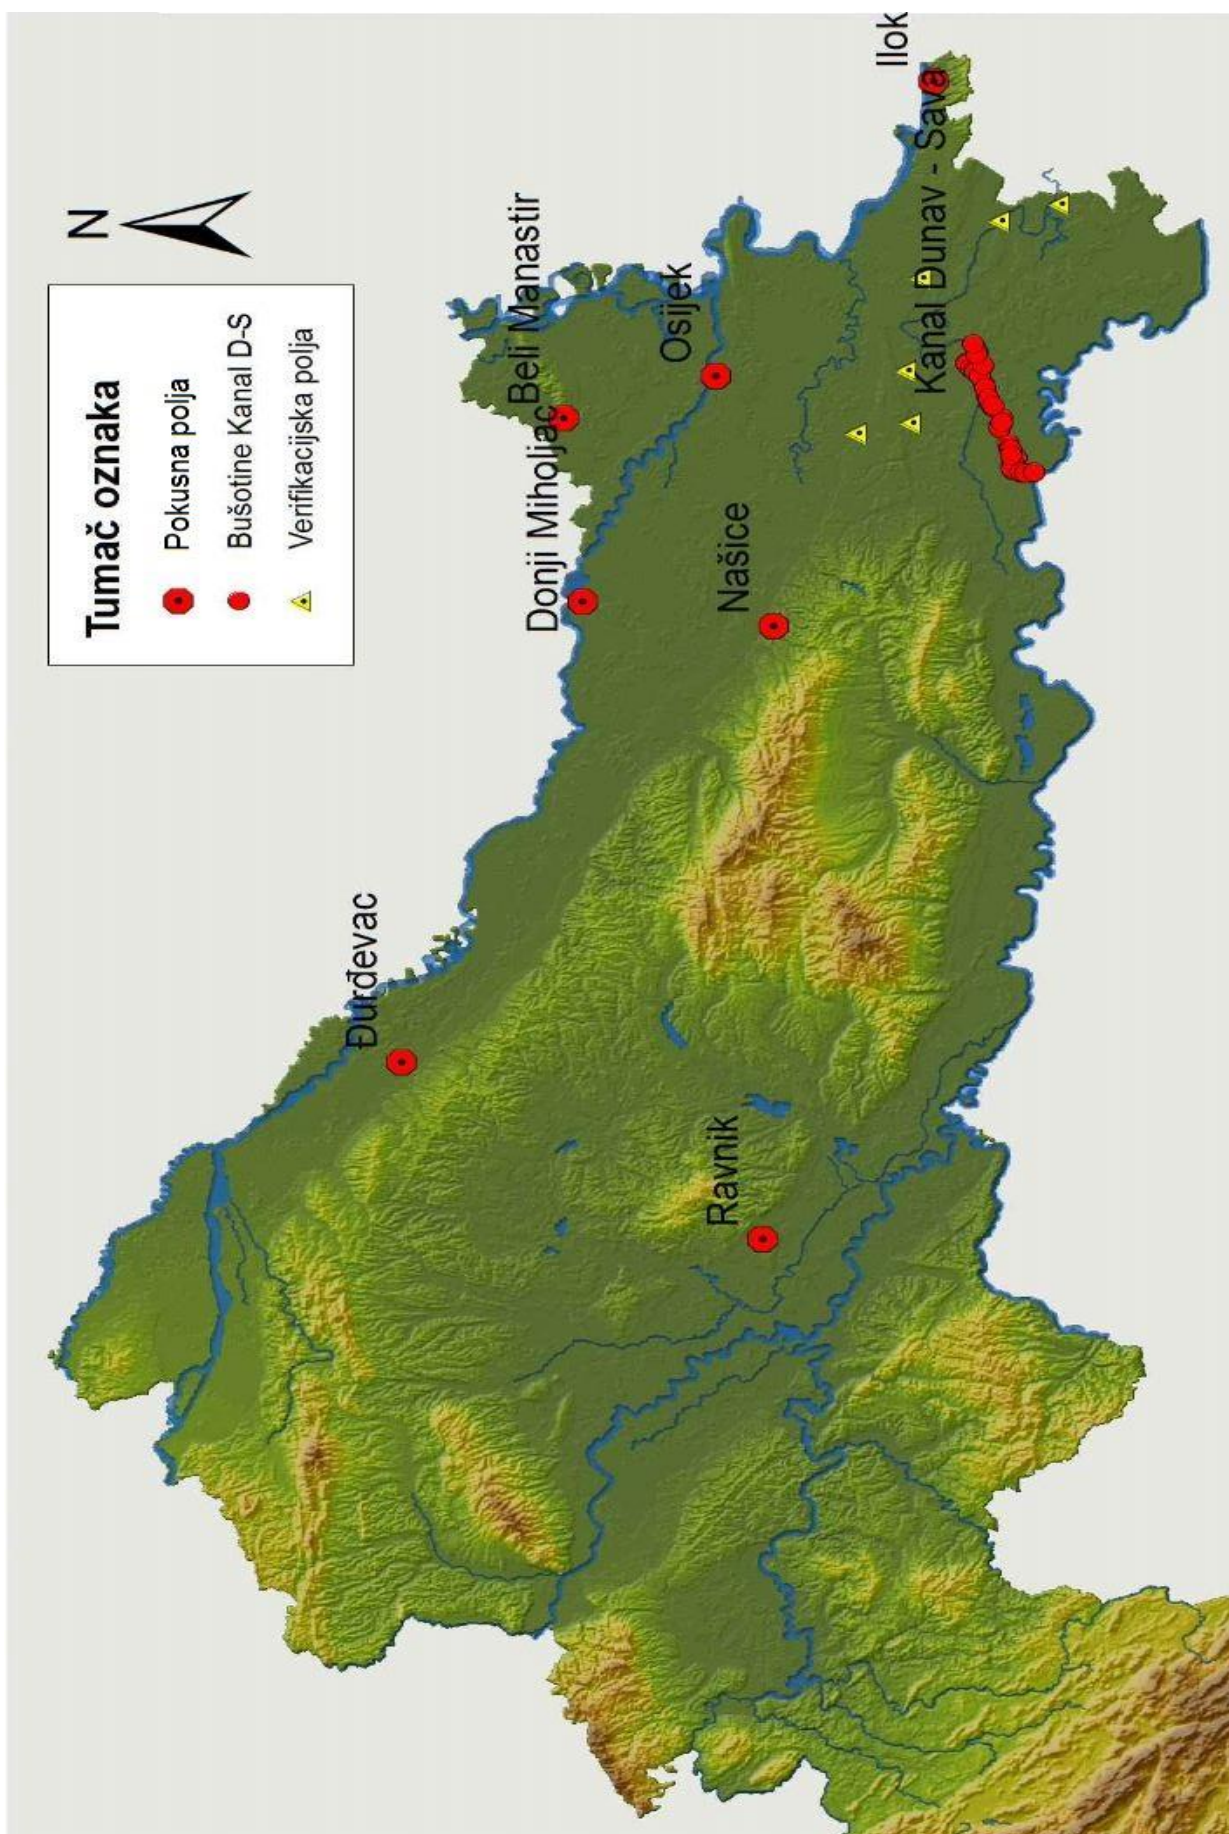 N
Tumač oznaka
Pokusna polja
Bušotine Kanal D-S
Verifikacijska polja
Đurđevac
Donji Miholjac
Beli Manastir
Osijek
Našice
Ravnik
Ilok
Kanal Dunav - Sava